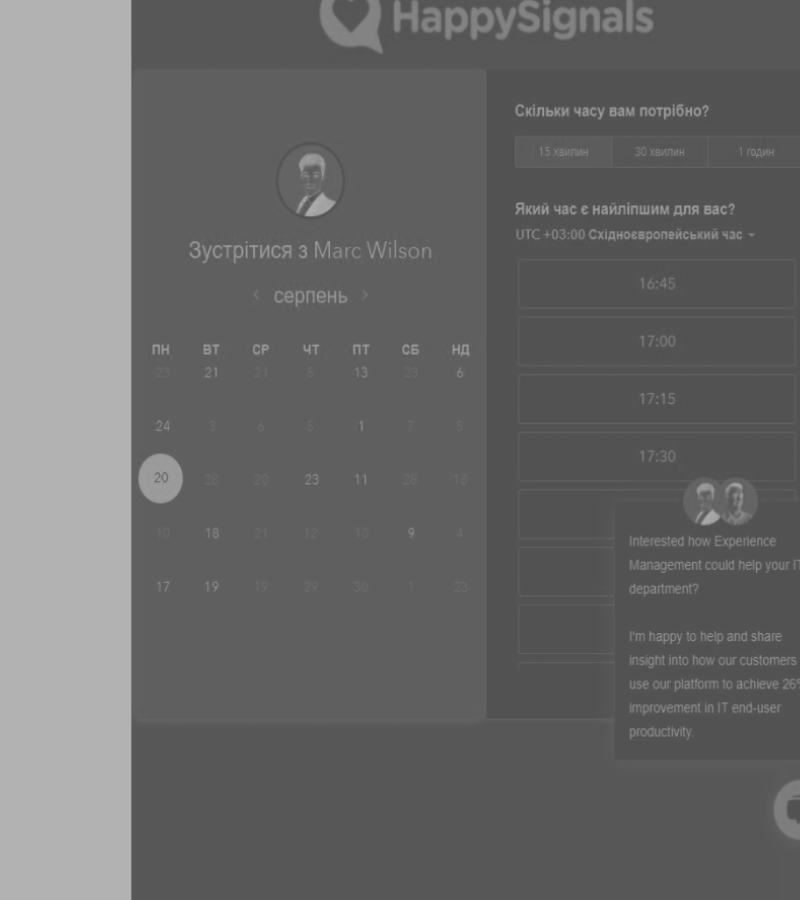 HappySignals
Зустрітися з Marc Wilson
серпень
ПН ВТ СР ЧТ ПТ СБ НД
23 21 21 5 13 23 6
24 3 6 5 1 7 5
20 28 20 23 11 28 18
10 18 21 12 10 9 4
17 19 19 29 30 1 23
Скільки часу вам потрібно?
15 хвилин 30 хвилин 1 годин
Який час є найліпшим для вас?
UTC +03:00 Східноєвропейський час
16:45
17:00
17:15
17:30
Interested how Experience
Management could help your IT
department?
I'm happy to help and share
insight into how our customers
use our platform to achieve 26%
improvement in IT end-user
productivity.